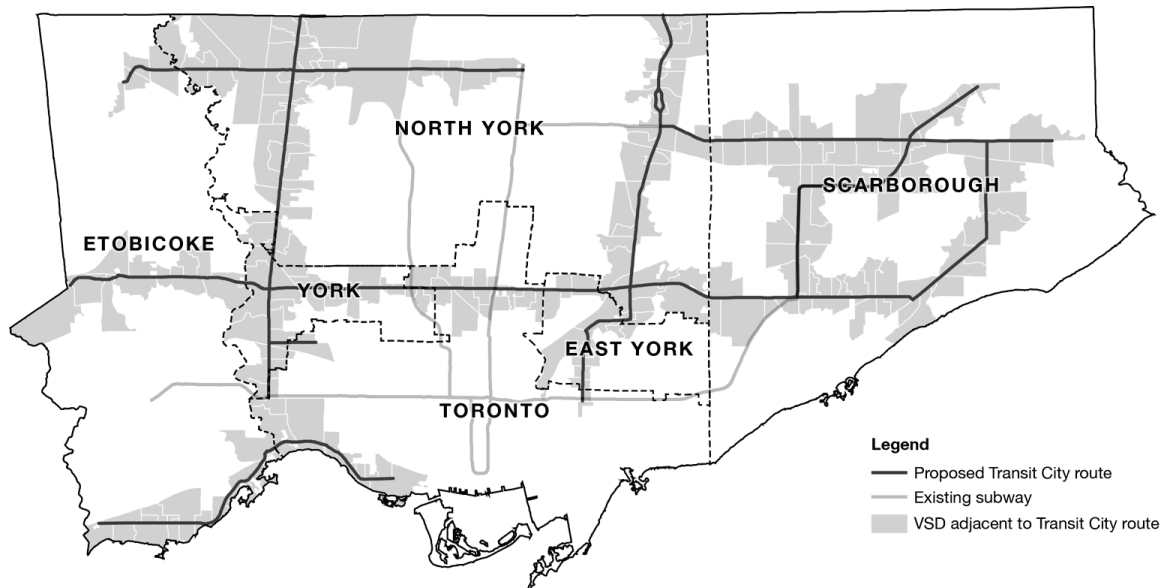 NORTH YORK
SCARBOROUGH
ETOBICOKE
YORK
EAST YORK
TORONTO
Legend
Proposed Transit City route
Existing subway
VSD adjacent to Transit City route